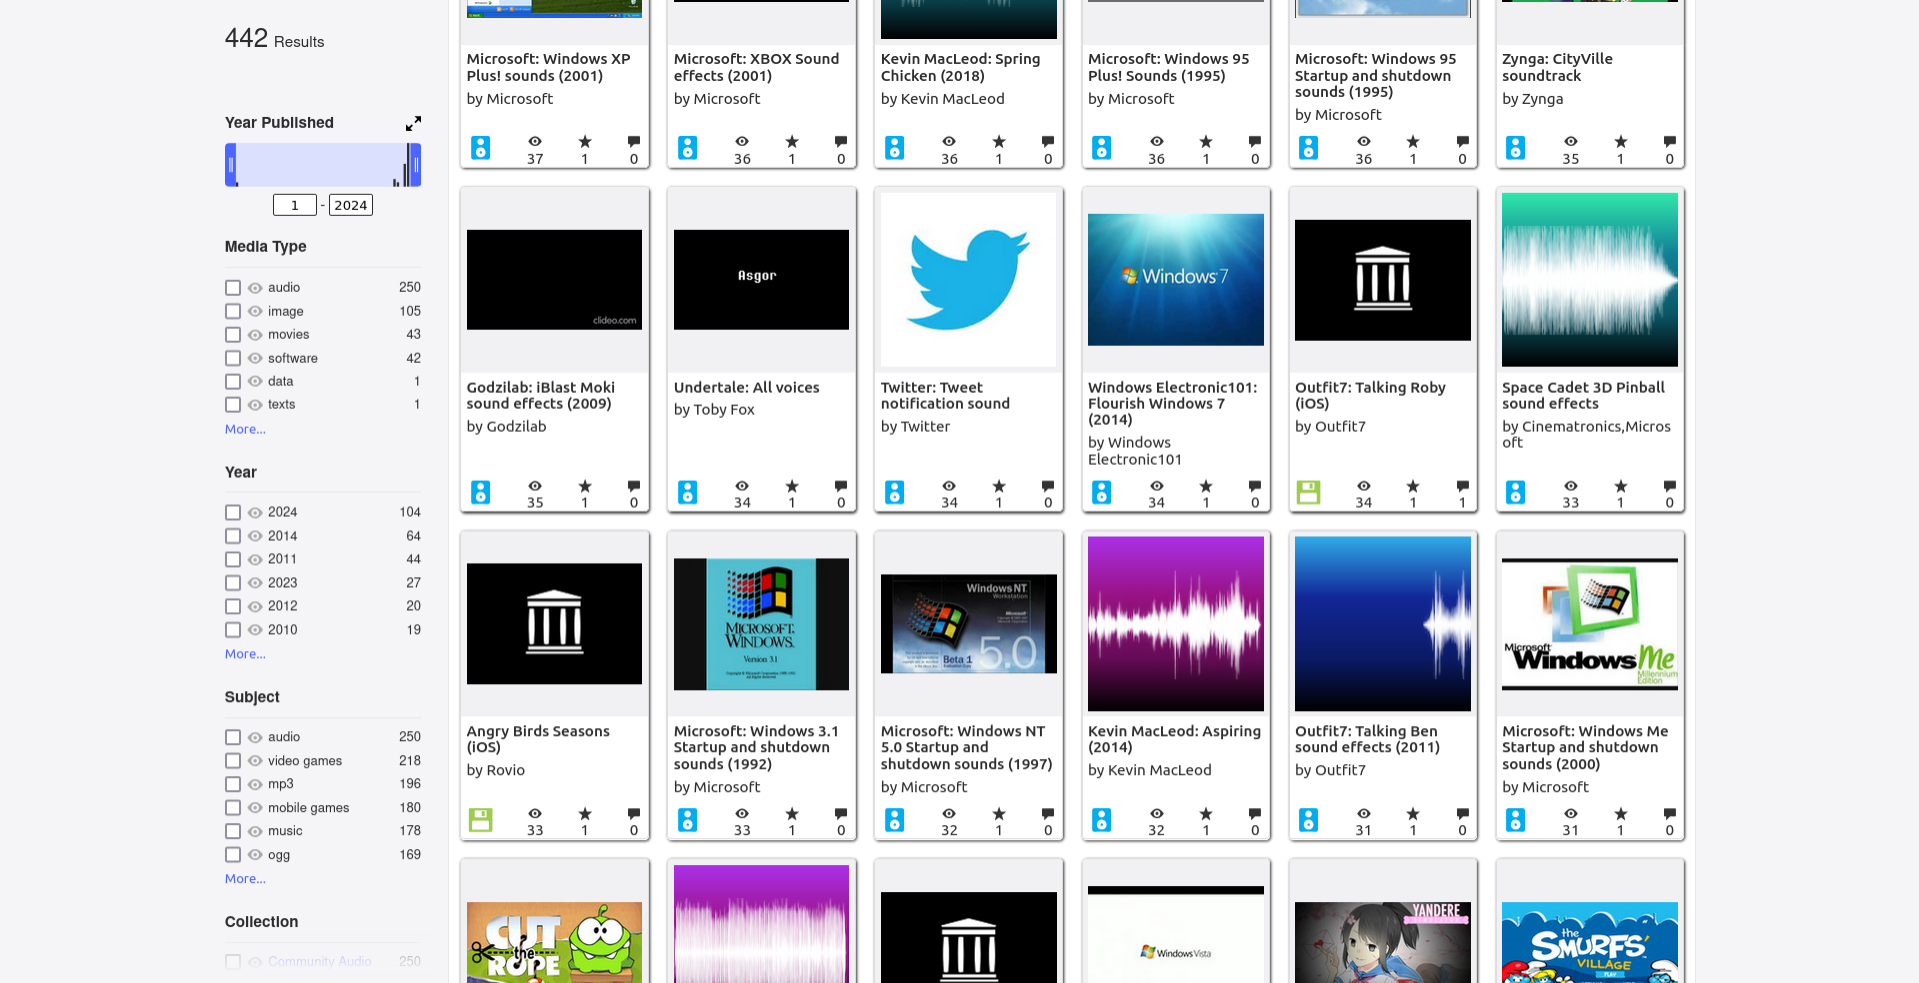 442 Results
Year Published
1 - 2024
Media Type
audio 250
image 105
movies 43
software 42
data 1
texts 1
More...
Year
2024 104
2014 64
2011 44
2023 27
2012 20
2010 19
More...
Subject
audio 250
video games 218
mp3 196
mobile games 180
music 178
ogg 169
More...
Collection
Community Audio 250
Microsoft: Windows XP
Plus! sounds (2001)
by Microsoft
37 1 0
Microsoft: XBOX Sound
effects (2001)
by Microsoft
36 1 0
Kevin MacLeod: Spring
Chicken (2018)
by Kevin MacLeod
36 1 0
Microsoft: Windows 95
Plus! Sounds (1995)
by Microsoft
36 1 0
Microsoft: Windows 95
Startup and shutdown
sounds (1995)
by Microsoft
36 1 0
Zynga: CityVille
soundtrack
by Zynga
35 1 0
clideo.com
Godzilab: iBlast Moki
sound effects (2009)
by Godzilab
35 1 0
Asgor
Undertale: All voices
by Toby Fox
34 1 0
Twitter: Tweet
notification sound
by Twitter
34 1 0
Windows 7
Windows Electronic101:
Flourish Windows 7
(2014)
by Windows
Electronic101
34 1 0
Outfit7: Talking Roby
(iOS)
by Outfit7
34 1 1
Space Cadet 3D Pinball
sound effects
by Cinematronics,Micros
oft
33 1 0
Angry Birds Seasons
(iOS)
by Rovio
33 1 0
MICROSOFT.
WINDOWS.
Version 3.1
Microsoft: Windows 3.1
Startup and shutdown
sounds (1992)
by Microsoft
33 1 0
Windows NT
Workstation
Microsoft
Beta 1
5.0
Microsoft: Windows NT
5.0 Startup and
shutdown sounds (1997)
by Microsoft
32 1 0
Kevin MacLeod: Aspiring
(2014)
by Kevin MacLeod
32 1 0
Outfit7: Talking Ben
sound effects (2011)
by Outfit7
31 1 0
Microsoft
Windows Me
Millennium
Edition
Microsoft: Windows Me
Startup and shutdown
sounds (2000)
by Microsoft
31 1 0
CUT
the
ROPE
Windows Vista
YANDERE
the
SMURFS'
VILLAGE
PLAY